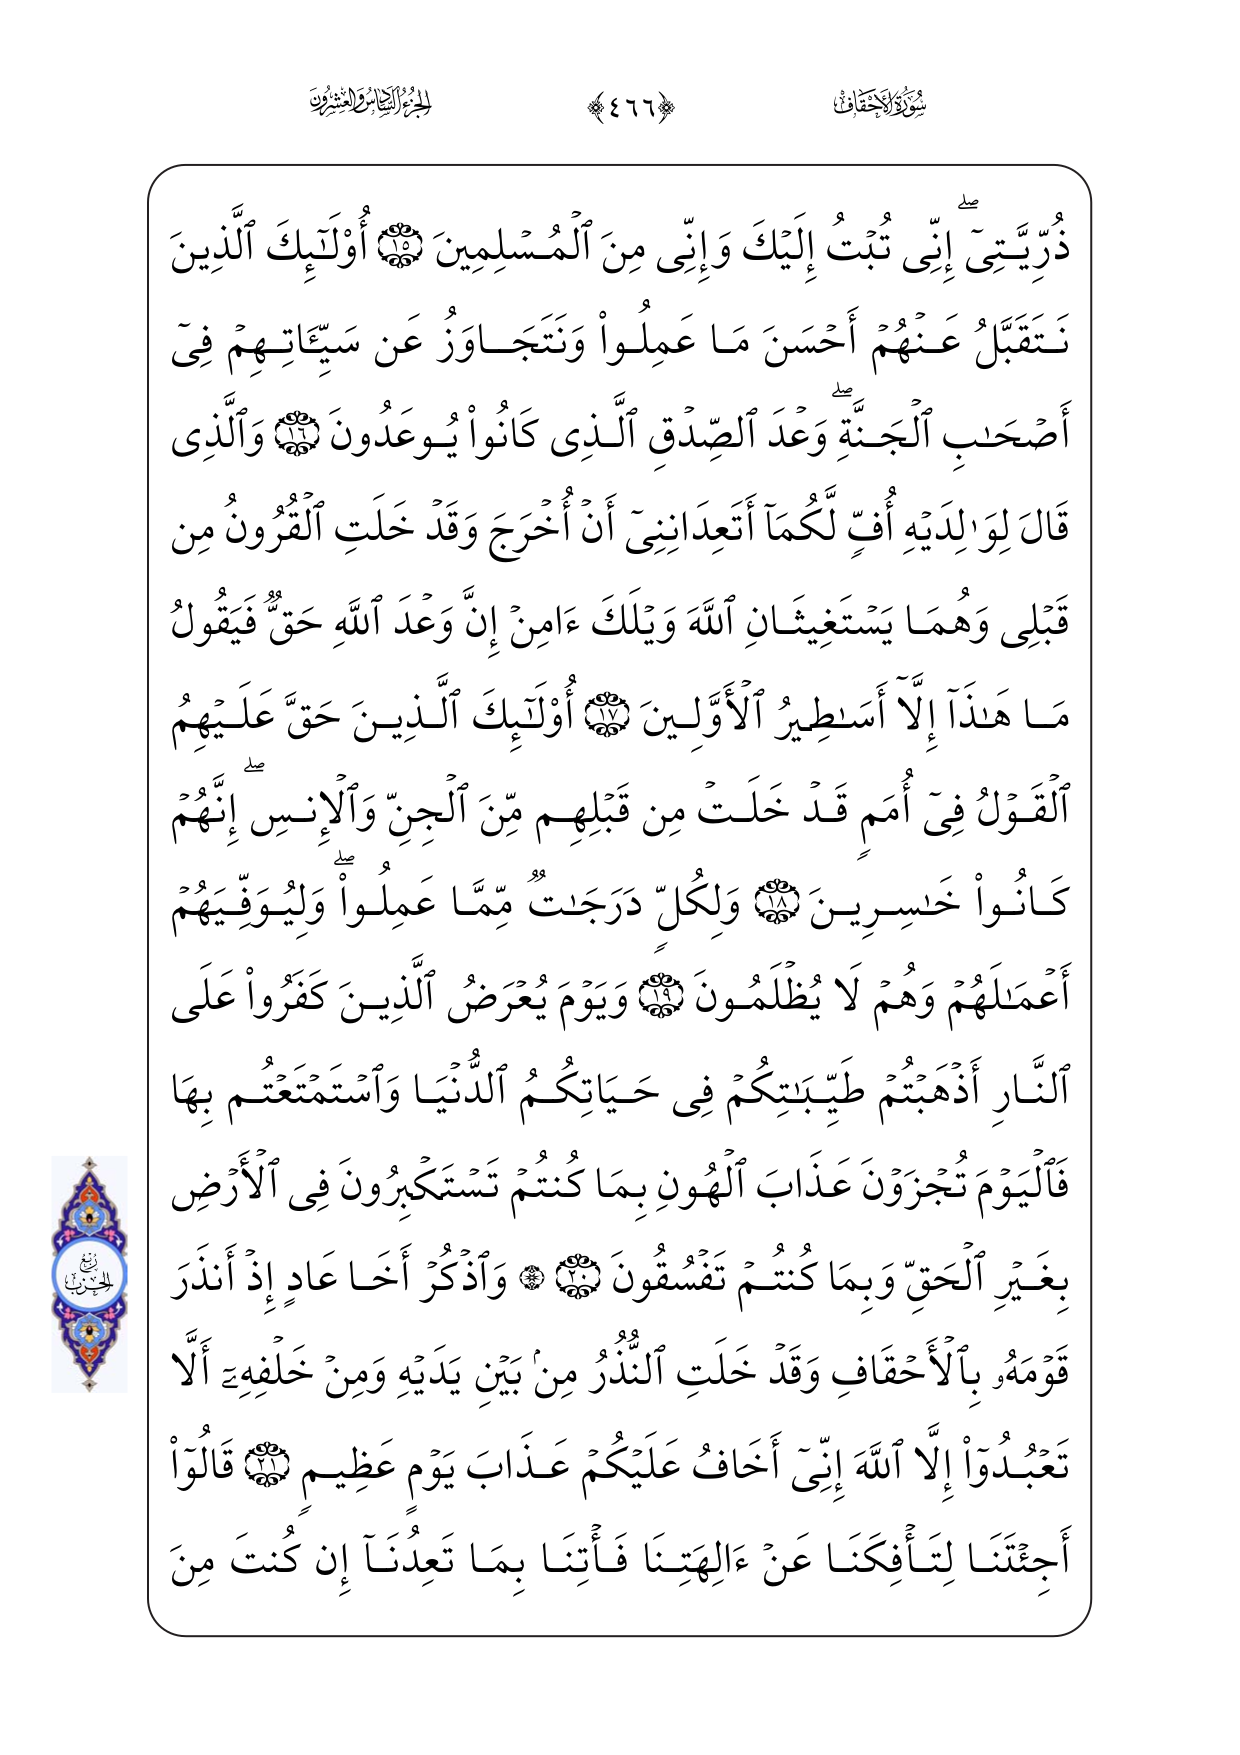 سُورَةُ الأَحْقَافِ ﴿٤٦٦﴾ الجُزْءُ السَّادِسُ وَالعِشْرُونَ
ذُرِّيَّتِىٓۖ إِنِّى تُبۡتُ إِلَيۡكَ وَإِنِّى مِنَ ٱلۡمُسۡلِمِينَ ١٥ أُوْلَـٰٓئِكَ ٱلَّذِينَ
نَتَقَبَّلُ عَنۡهُمۡ أَحۡسَنَ مَا عَمِلُواْ وَنَتَجَاوَزُ عَن سَيِّـَٔاتِهِمۡ فِىٓ
أَصۡحَـٰبِ ٱلۡجَنَّةِۖ وَعۡدَ ٱلصِّدۡقِ ٱلَّذِى كَانُواْ يُوعَدُونَ ١٦ وَٱلَّذِى
قَالَ لِوَٰلِدَيۡهِ أُفٍّ لَّكُمَآ أَتَعِدَانِنِىٓ أَنۡ أُخۡرَجَ وَقَدۡ خَلَتِ ٱلۡقُرُونُ مِن
قَبۡلِى وَهُمَا يَسۡتَغِيثَانِ ٱللَّهَ وَيۡلَكَ ءَامِنۡ إِنَّ وَعۡدَ ٱللَّهِ حَقٌّ فَيَقُولُ
مَا هَـٰذَآ إِلَّآ أَسَـٰطِيرُ ٱلۡأَوَّلِينَ ١٧ أُوْلَـٰٓئِكَ ٱلَّذِينَ حَقَّ عَلَيۡهِمُ
ٱلۡقَوۡلُ فِىٓ أُمَمٍ قَدۡ خَلَتۡ مِن قَبۡلِهِم مِّنَ ٱلۡجِنِّ وَٱلۡإِنسِۖ إِنَّهُمۡ
كَانُواْ خَـٰسِرِينَ ١٨ وَلِكُلٍّ دَرَجَـٰتٌ مِّمَّا عَمِلُواْۖ وَلِيُوَفِّيَهُمۡ
أَعۡمَـٰلَهُمۡ وَهُمۡ لَا يُظۡلَمُونَ ١٩ وَيَوۡمَ يُعۡرَضُ ٱلَّذِينَ كَفَرُواْ عَلَى
ٱلنَّارِ أَذۡهَبۡتُمۡ طَيِّبَـٰتِكُمۡ فِى حَيَاتِكُمُ ٱلدُّنۡيَا وَٱسۡتَمۡتَعۡتُم بِهَا
فَٱلۡيَوۡمَ تُجۡزَوۡنَ عَذَابَ ٱلۡهُونِ بِمَا كُنتُمۡ تَسۡتَكۡبِرُونَ فِى ٱلۡأَرۡضِ
بِغَيۡرِ ٱلۡحَقِّ وَبِمَا كُنتُمۡ تَفۡسُقُونَ ٢٠ ۞ وَٱذۡكُرۡ أَخَا عَادٍ إِذۡ أَنذَرَ
قَوۡمَهُۥ بِٱلۡأَحۡقَافِ وَقَدۡ خَلَتِ ٱلنُّذُرُ مِنۢ بَيۡنِ يَدَيۡهِ وَمِنۡ خَلۡفِهِۦٓ أَلَّا
تَعۡبُدُوٓاْ إِلَّا ٱللَّهَ إِنِّىٓ أَخَافُ عَلَيۡكُمۡ عَذَابَ يَوۡمٍ عَظِيمٍ ٢١ قَالُوٓاْ
أَجِئۡتَنَا لِتَأۡفِكَنَا عَنۡ ءَالِهَتِنَا فَأۡتِنَا بِمَا تَعِدُنَآ إِن كُنتَ مِنَ
رُبْعُ
الحِزْبِ